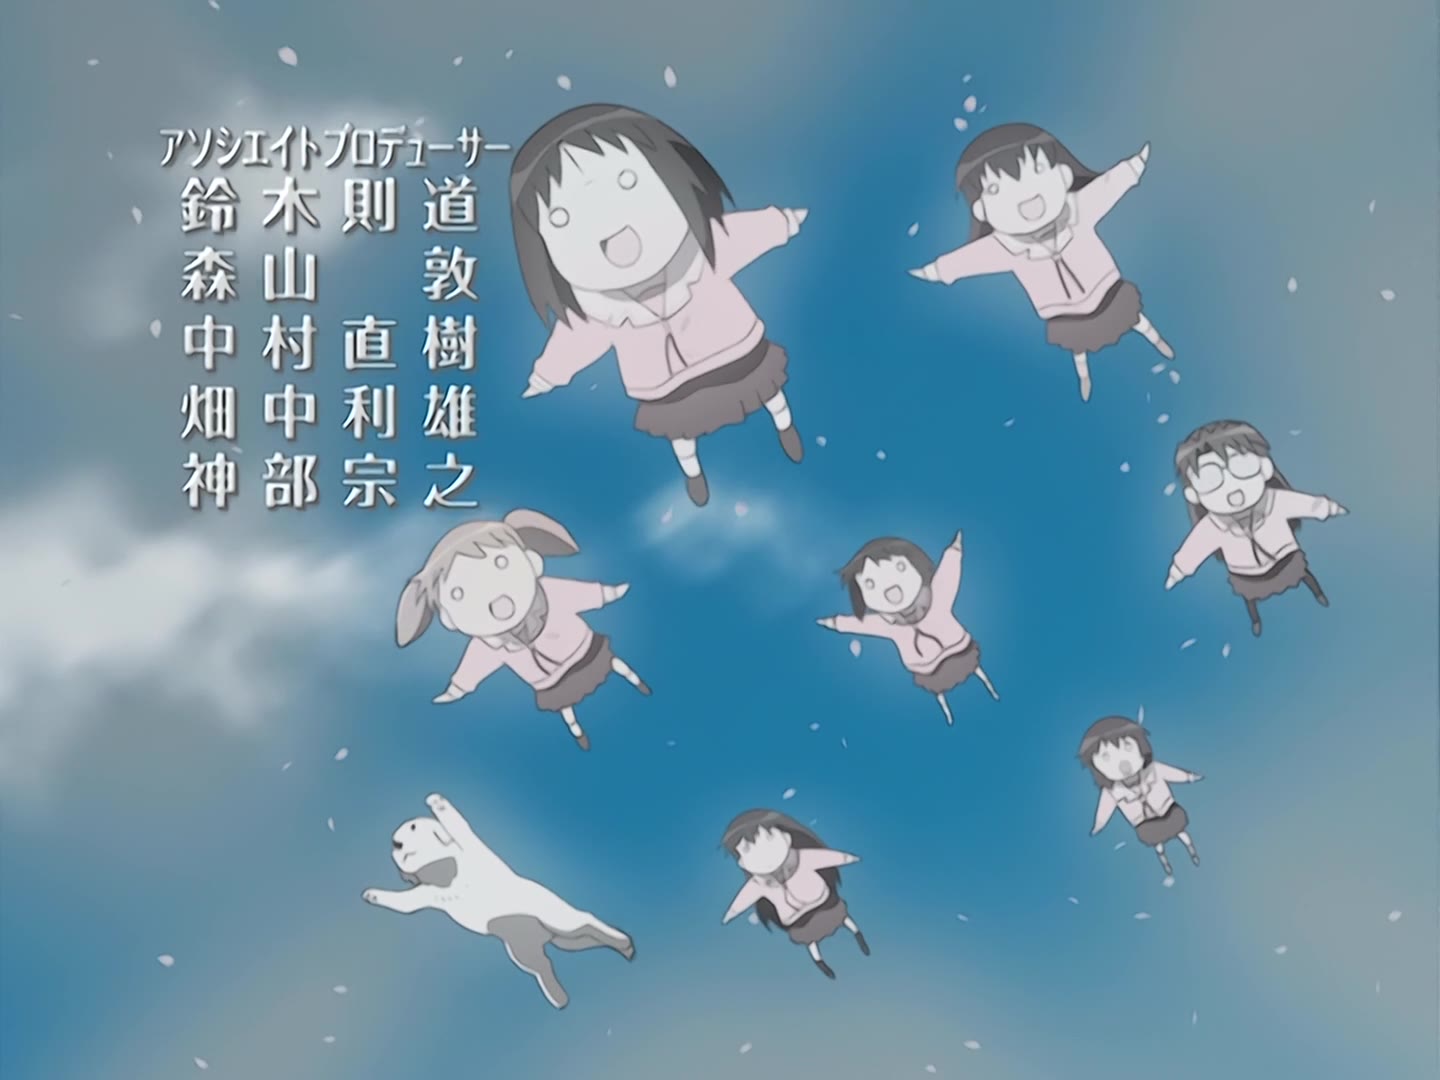 アソシエイトプロデューサー
鈴木則道
森山 敦
中村直樹
畑中利雄
神部宗之